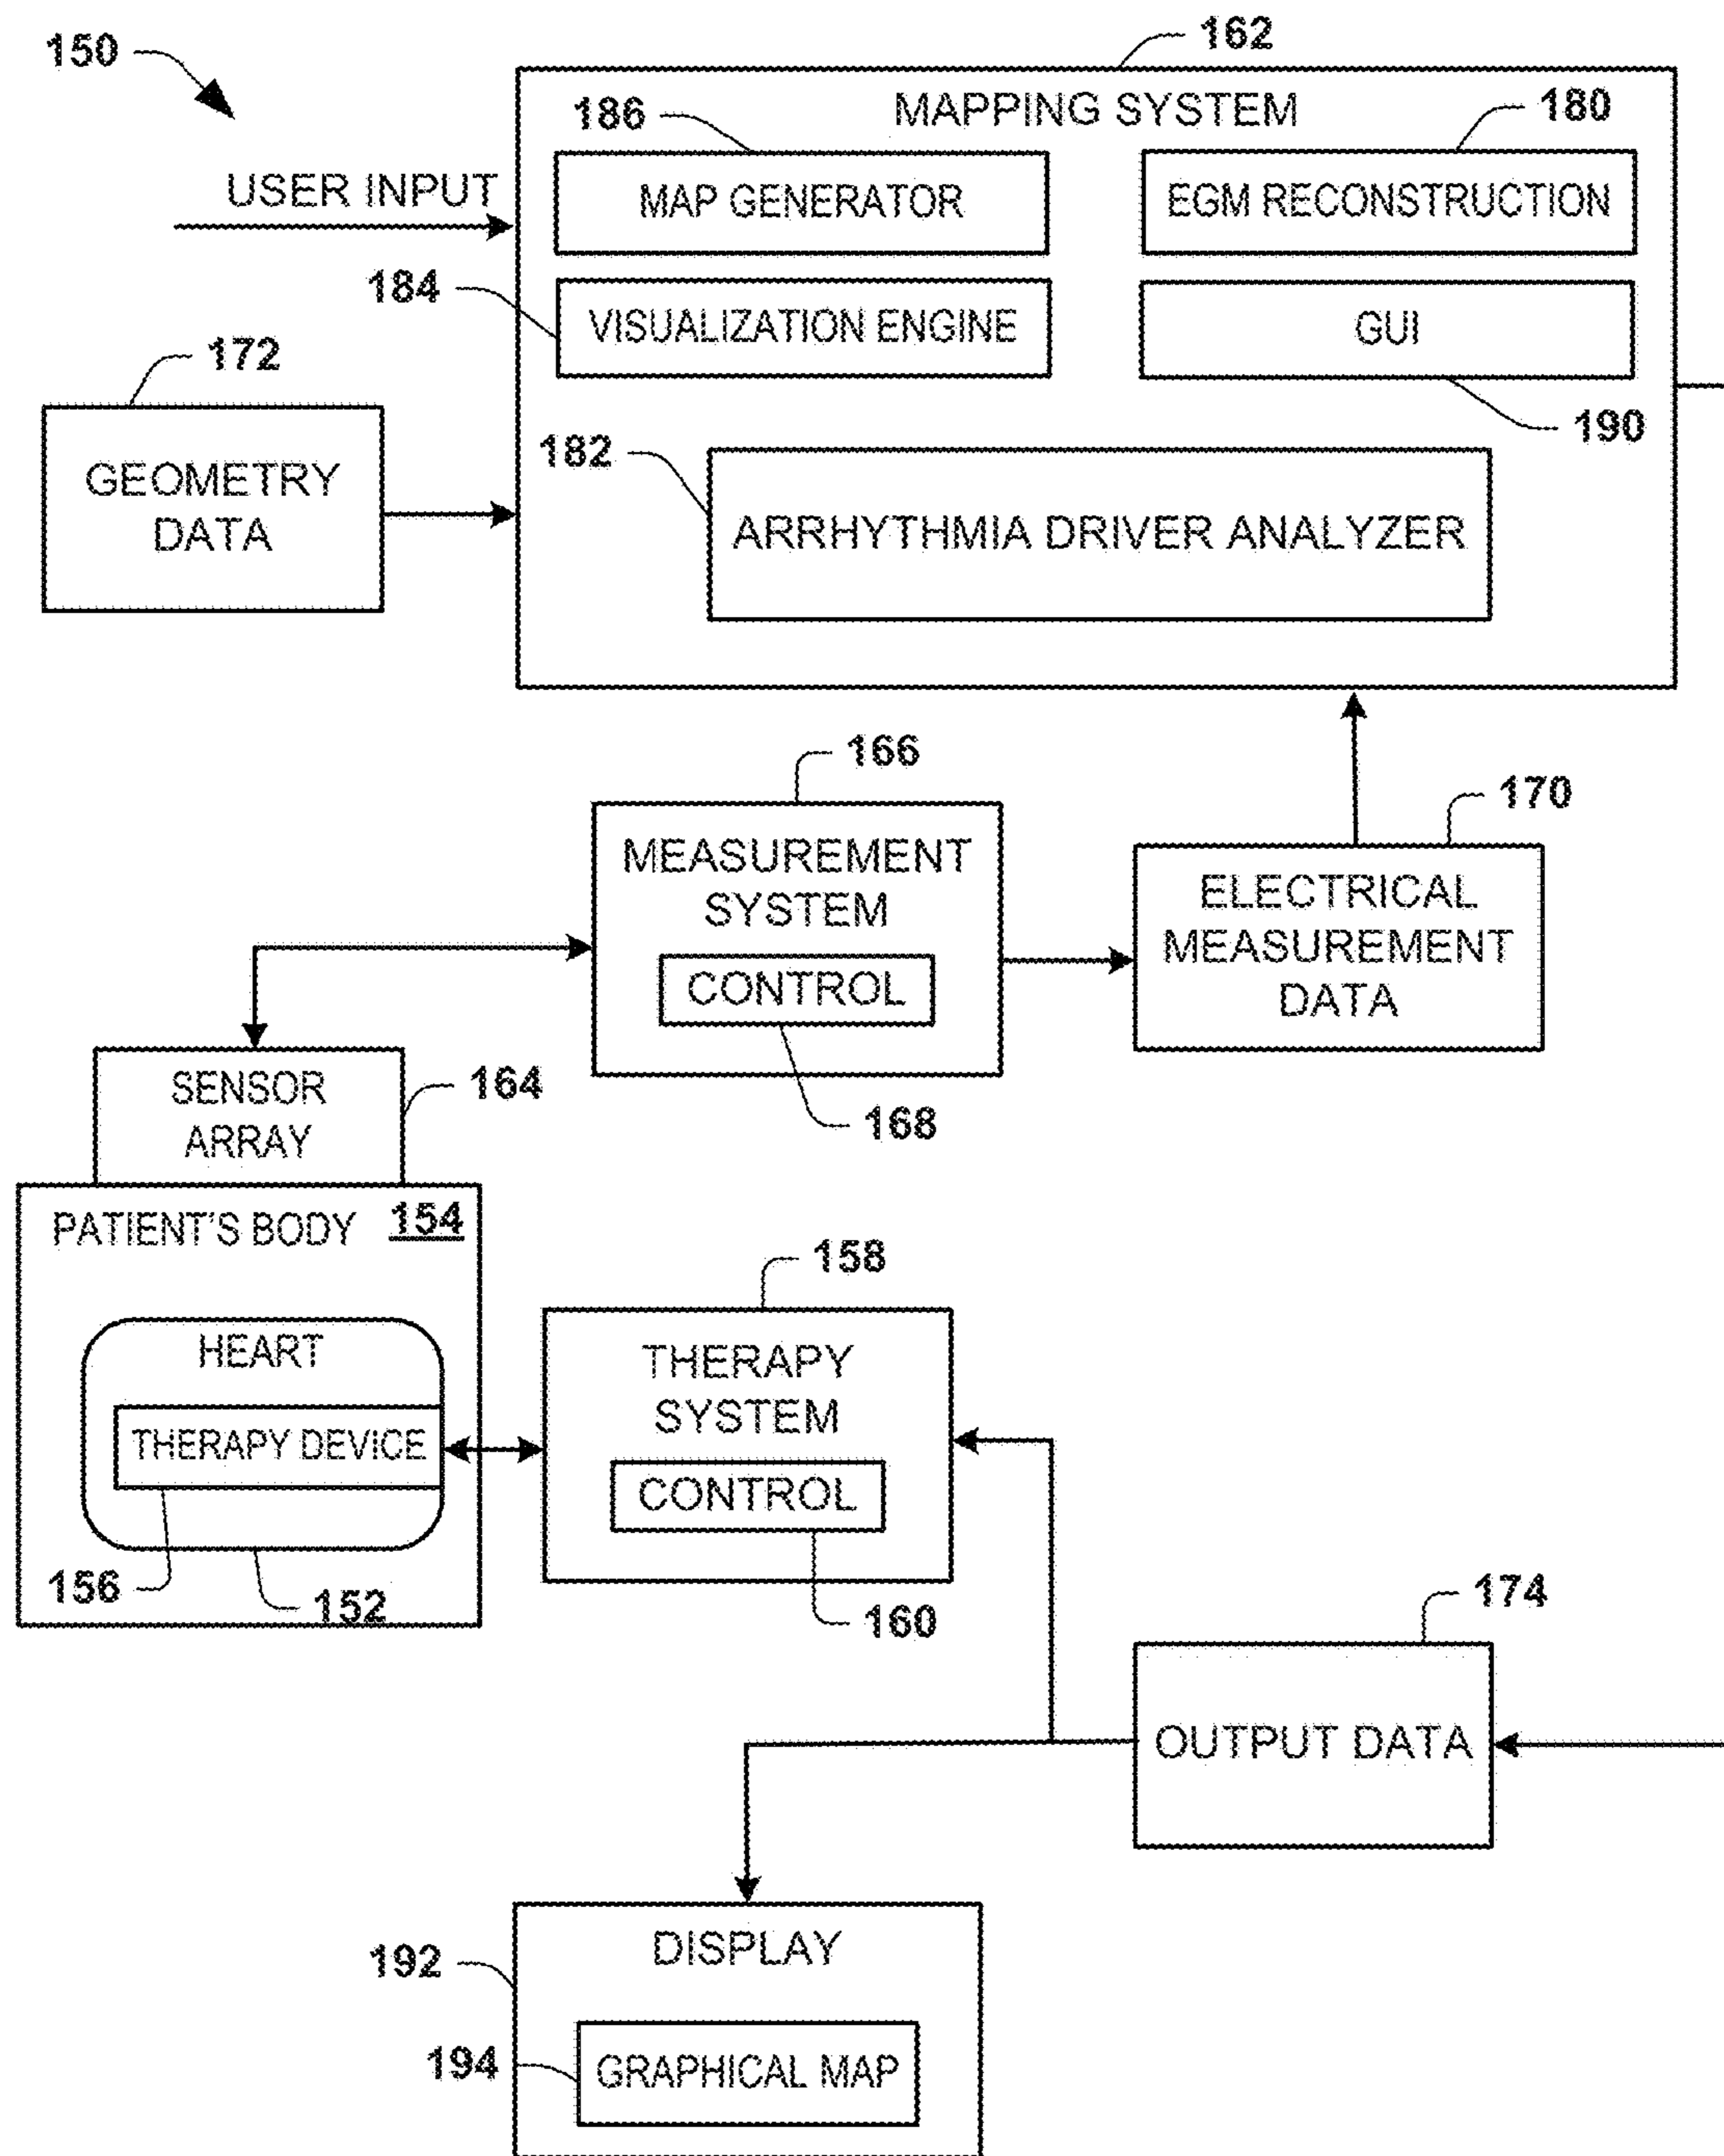 150
162
MAPPING SYSTEM
186
180
MAP GENERATOR
EGM RECONSTRUCTION
USER INPUT
184
VISUALIZATION ENGINE
GUI
172
190
GEOMETRY
DATA
182
ARRHYTHMIA DRIVER ANALYZER
166
170
MEASUREMENT
SYSTEM
CONTROL
168
ELECTRICAL
MEASUREMENT
DATA
SENSOR
ARRAY
164
PATIENT'S BODY 154
HEART
THERAPY DEVICE
156
152
158
THERAPY
SYSTEM
CONTROL
160
174
OUTPUT DATA
192
DISPLAY
194
GRAPHICAL MAP